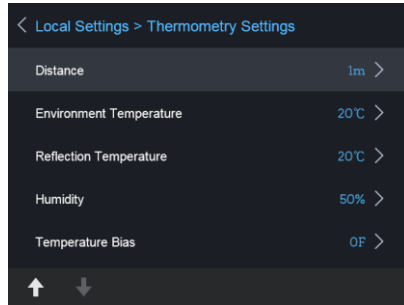 < Local Settings > Thermometry Settings
Distance 1m >
Environment Temperature 20℃ >
Reflection Temperature 20℃ >
Humidity 50% >
Temperature Bias 0F >